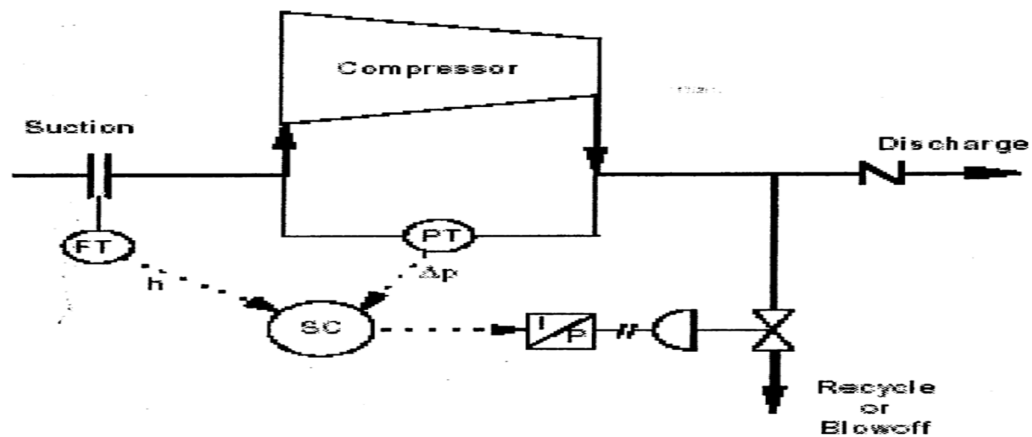 Compressor
Suction
Discharge
FT
PT
h
Δp
SC
I
P
Recycle
or
Blowoff